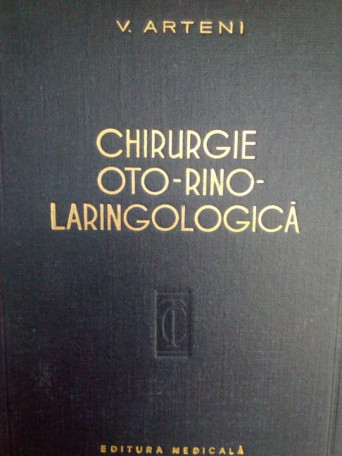 V. ARTENI
CHIRURGIE
OTO-RINO-
LARINGOLOGICĂ
EDITURA MEDICALĂ